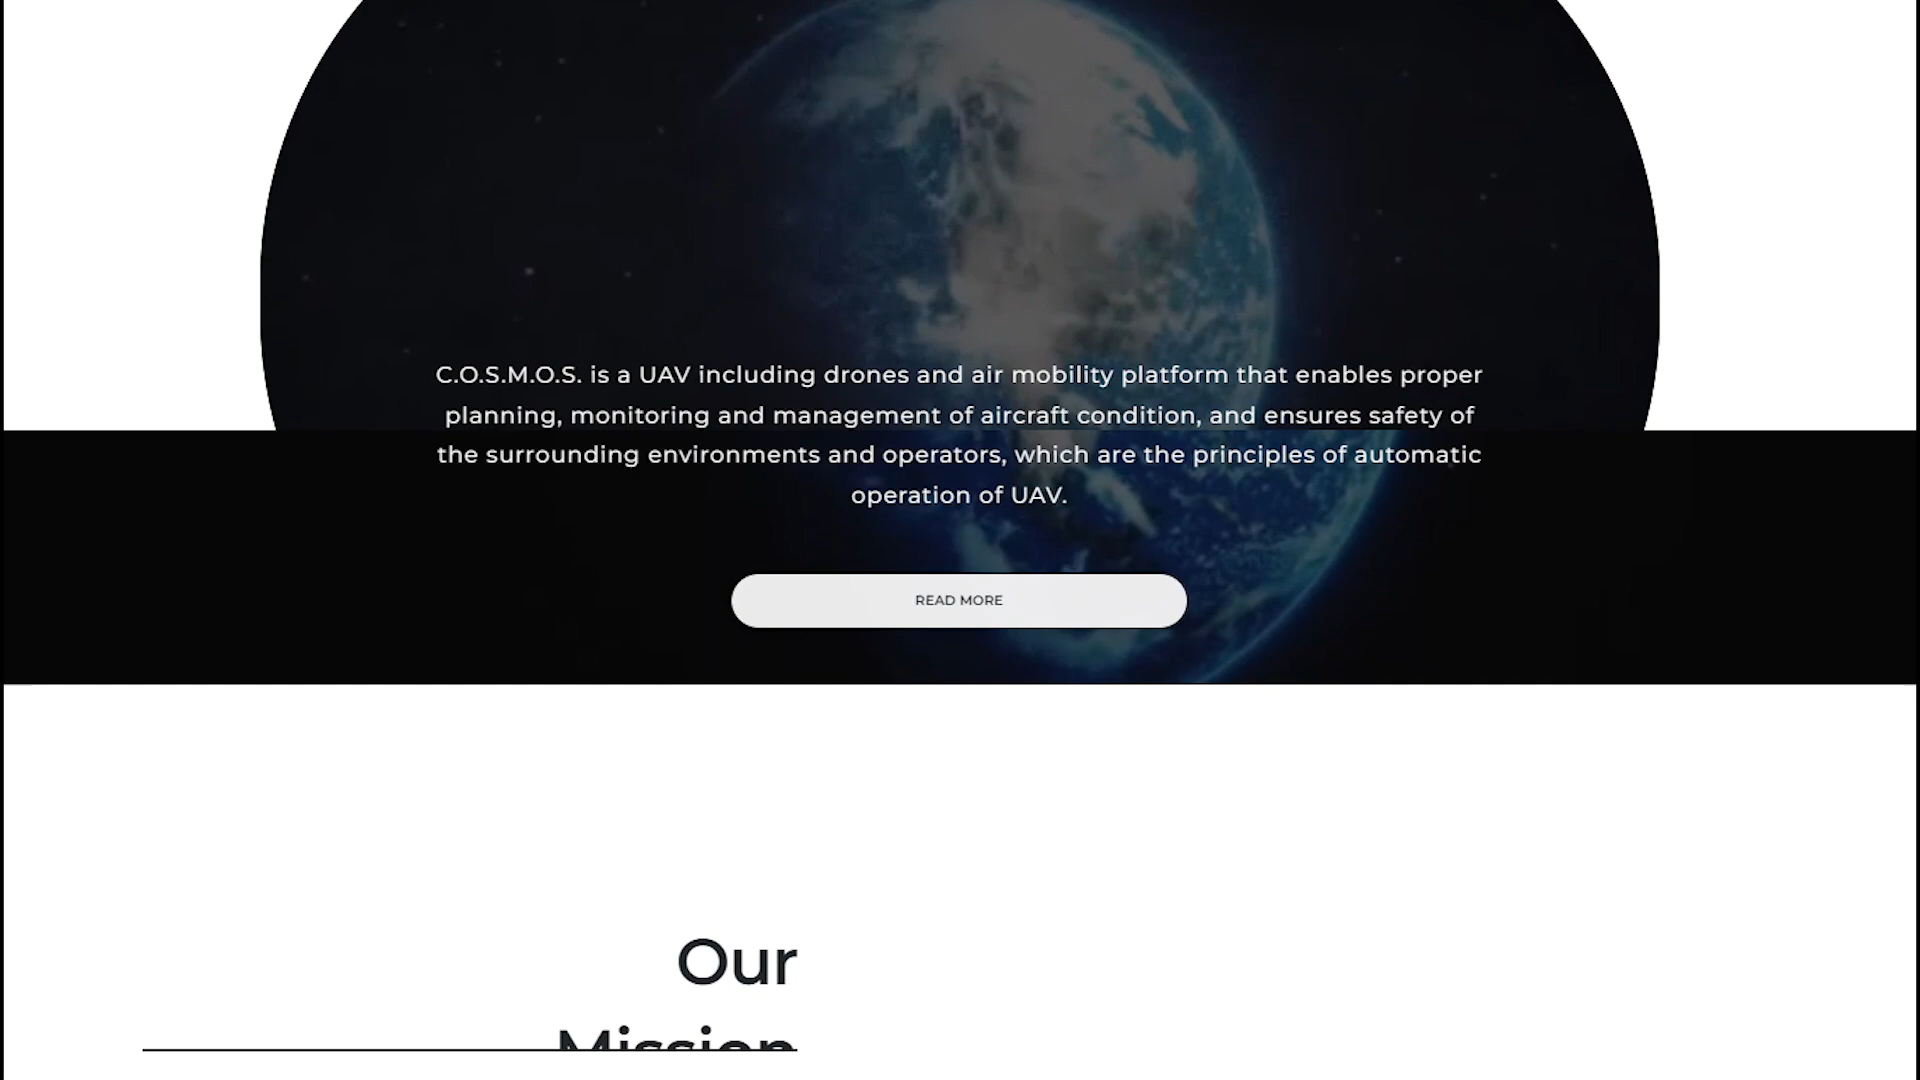 C.O.S.M.O.S. is a UAV including drones and air mobility platform that enables proper
planning, monitoring and management of aircraft condition, and ensures safety of
the surrounding environments and operators, which are the principles of automatic
operation of UAV.
READ MORE
Our
Mission